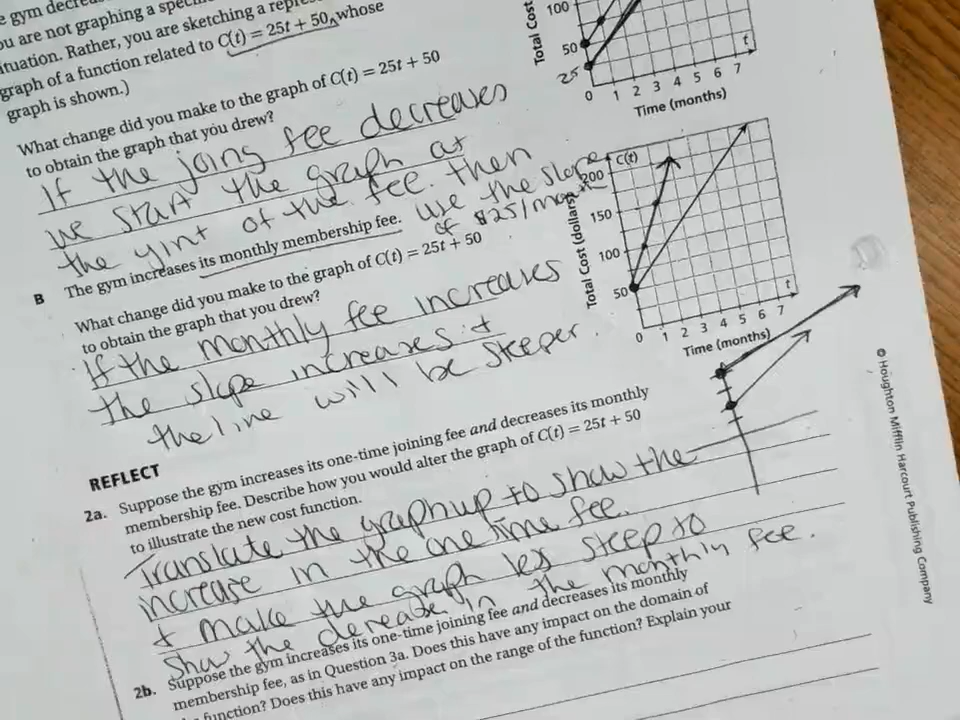 e gym decre
ou are not graphing a spec
ituation. Rather, you are sketching a repre
graph of a function related to C(t) = 25t + 50, whose
graph is shown.)
What change did you make to the graph of C(t) = 25t + 50
to obtain the graph that you drew?
If the joing fee decreases
we start the graph at
the yint of the fee. then
use the slope
of $25/month
Total Cost
100
50
25
0 1 2 3 4 5 6 7
t
Time (months)
B The gym increases its monthly membership fee.
What change did you make to the graph of C(t) = 25t + 50
to obtain the graph that you drew?
If the monthly fee increases
the slope increases +
the line will be steeper.
Total Cost (dollars)
C(t)
200
150
100
50
0 1 2 3 4 5 6 7
t
Time (months)
REFLECT
2a. Suppose the gym increases its one-time joining fee and decreases its monthly
membership fee. Describe how you would alter the graph of C(t) = 25t + 50
to illustrate the new cost function.
Translate the graph up to show the
increase in the one time fee.
+ make the graph less steep to
show the derease in the monthly fee.
2b. Suppose the gym increases its one-time joining fee and decreases its monthly
membership fee, as in Question 3a. Does this have any impact on the domain of
function? Does this have any impact on the range of the function? Explain your
© Houghton Mifflin Harcourt Publishing Company